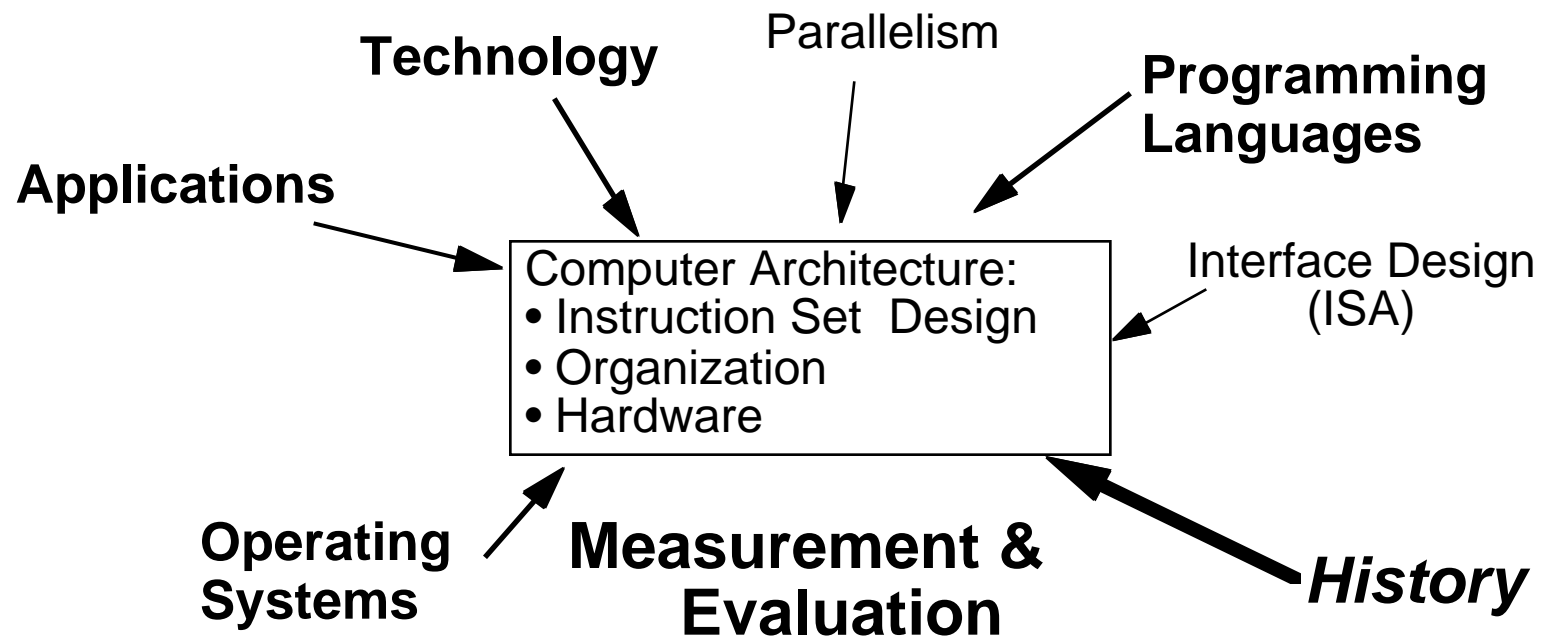 Parallelism
Technology
Programming
Languages
Applications
Computer Architecture:
• Instruction Set Design
• Organization
• Hardware
Interface Design
(ISA)
Operating
Systems
Measurement &
Evaluation
History